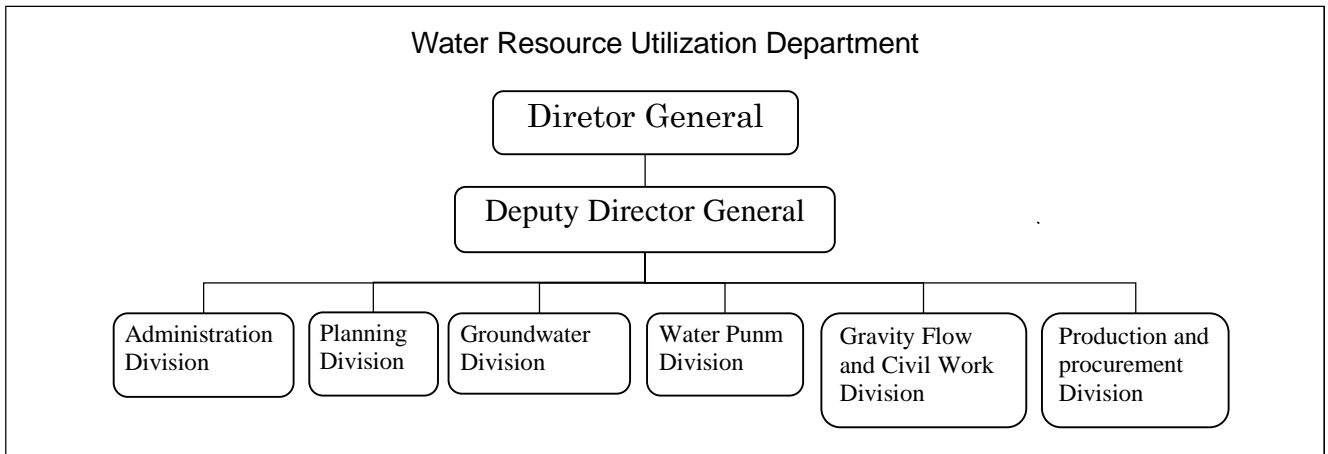 Water Resource Utilization Department
Diretor General
Deputy Director General
Administration
Division
Planning
Division
Groundwater
Division
Water Punm
Division
Gravity Flow
and Civil Work
Division
Production and
procurement
Division